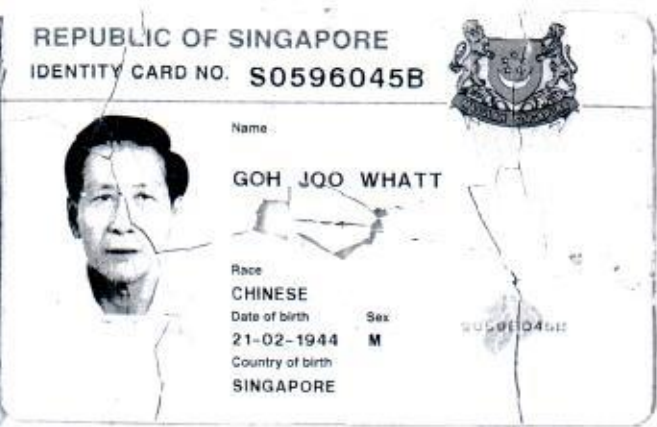 REPUBLIC OF SINGAPORE
IDENTITY CARD NO. S0596045B
Name
GOH JOO WHATT
Race
CHINESE
Date of birth Sex
21-02-1944 M
Country of birth
SINGAPORE